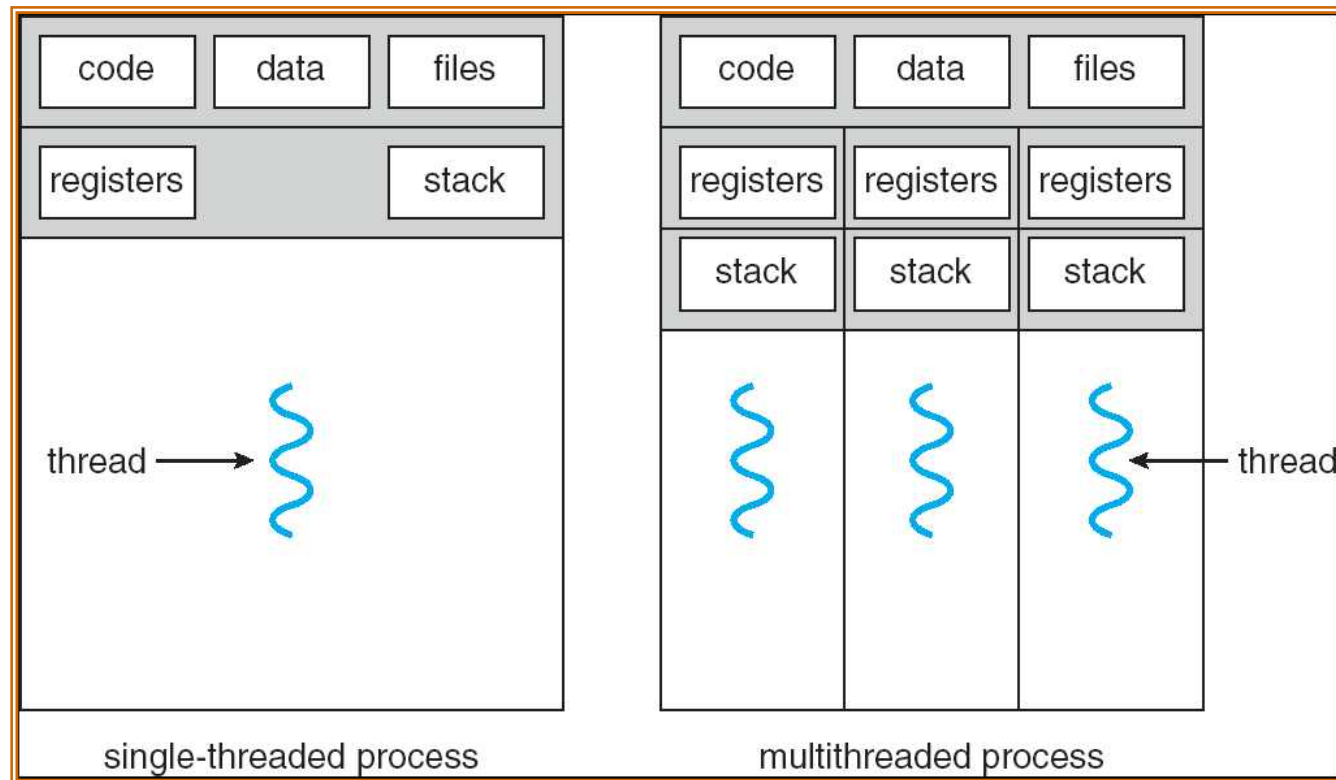 code data files
registers stack
thread
single-threaded process
code data files
registers registers registers
stack stack stack
thread
multithreaded process